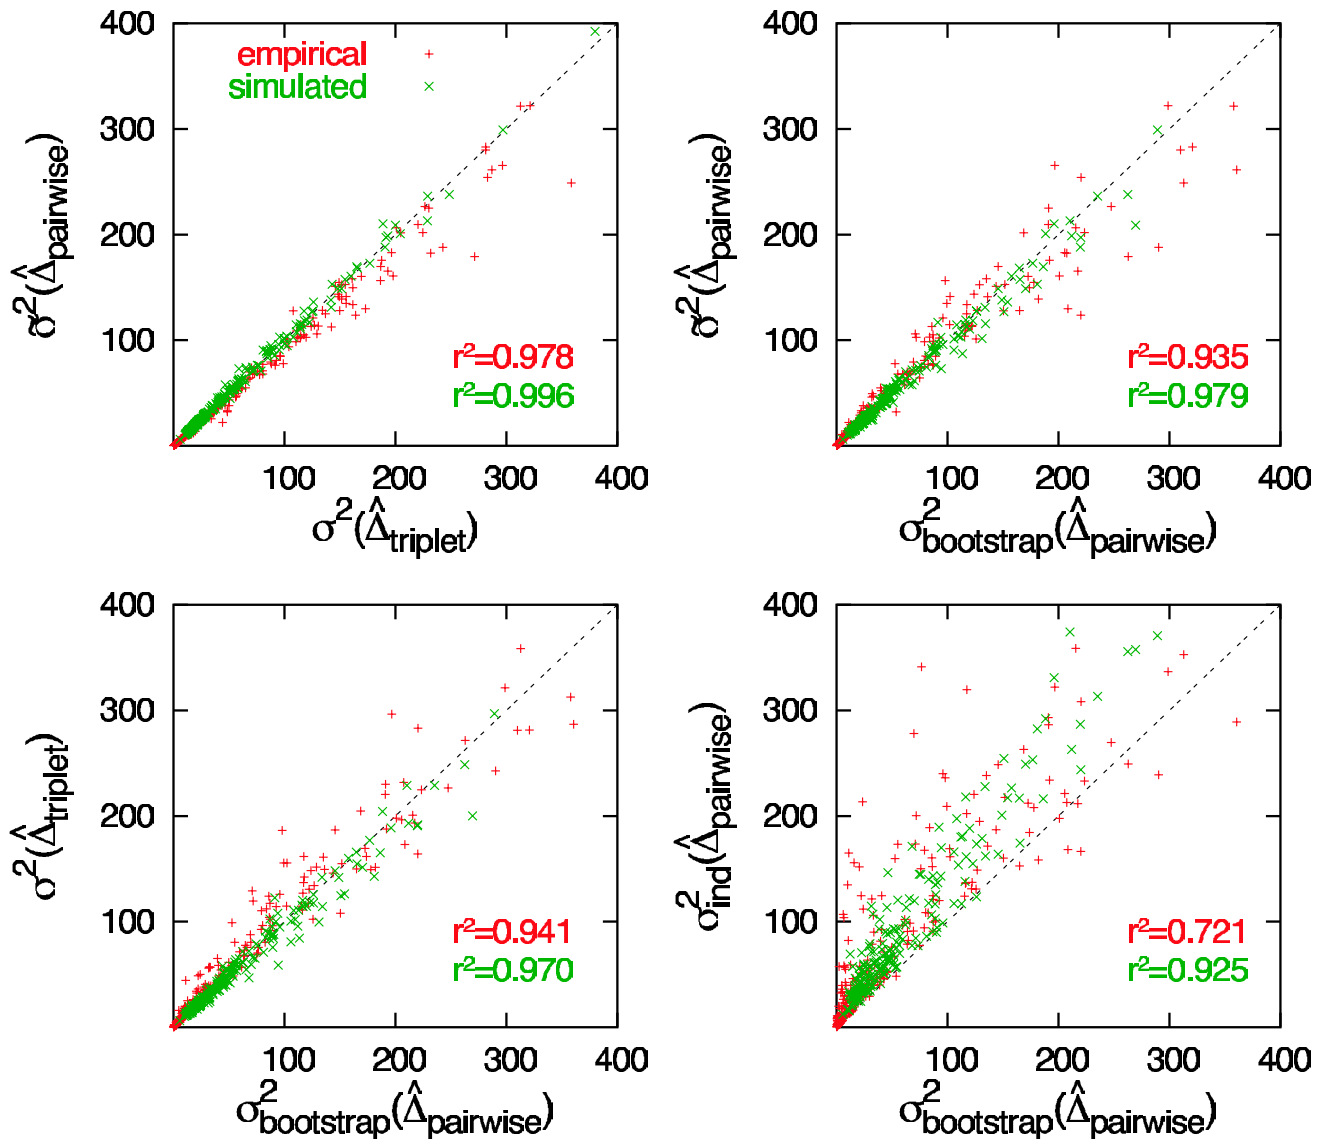 400
300
200
100
100 200 300 400
σ̃²(Δ̂pairwise)
σ²(Δ̂triplet)
empirical
simulated
r²=0.978
r²=0.996
400
300
200
100
100 200 300 400
σ̃²(Δ̂pairwise)
σ²bootstrap(Δ̂pairwise)
r²=0.935
r²=0.979
400
300
200
100
100 200 300 400
σ²(Δ̂triplet)
σ²bootstrap(Δ̂pairwise)
r²=0.941
r²=0.970
400
300
200
100
100 200 300 400
σ²ind(Δ̂pairwise)
σ²bootstrap(Δ̂pairwise)
r²=0.721
r²=0.925